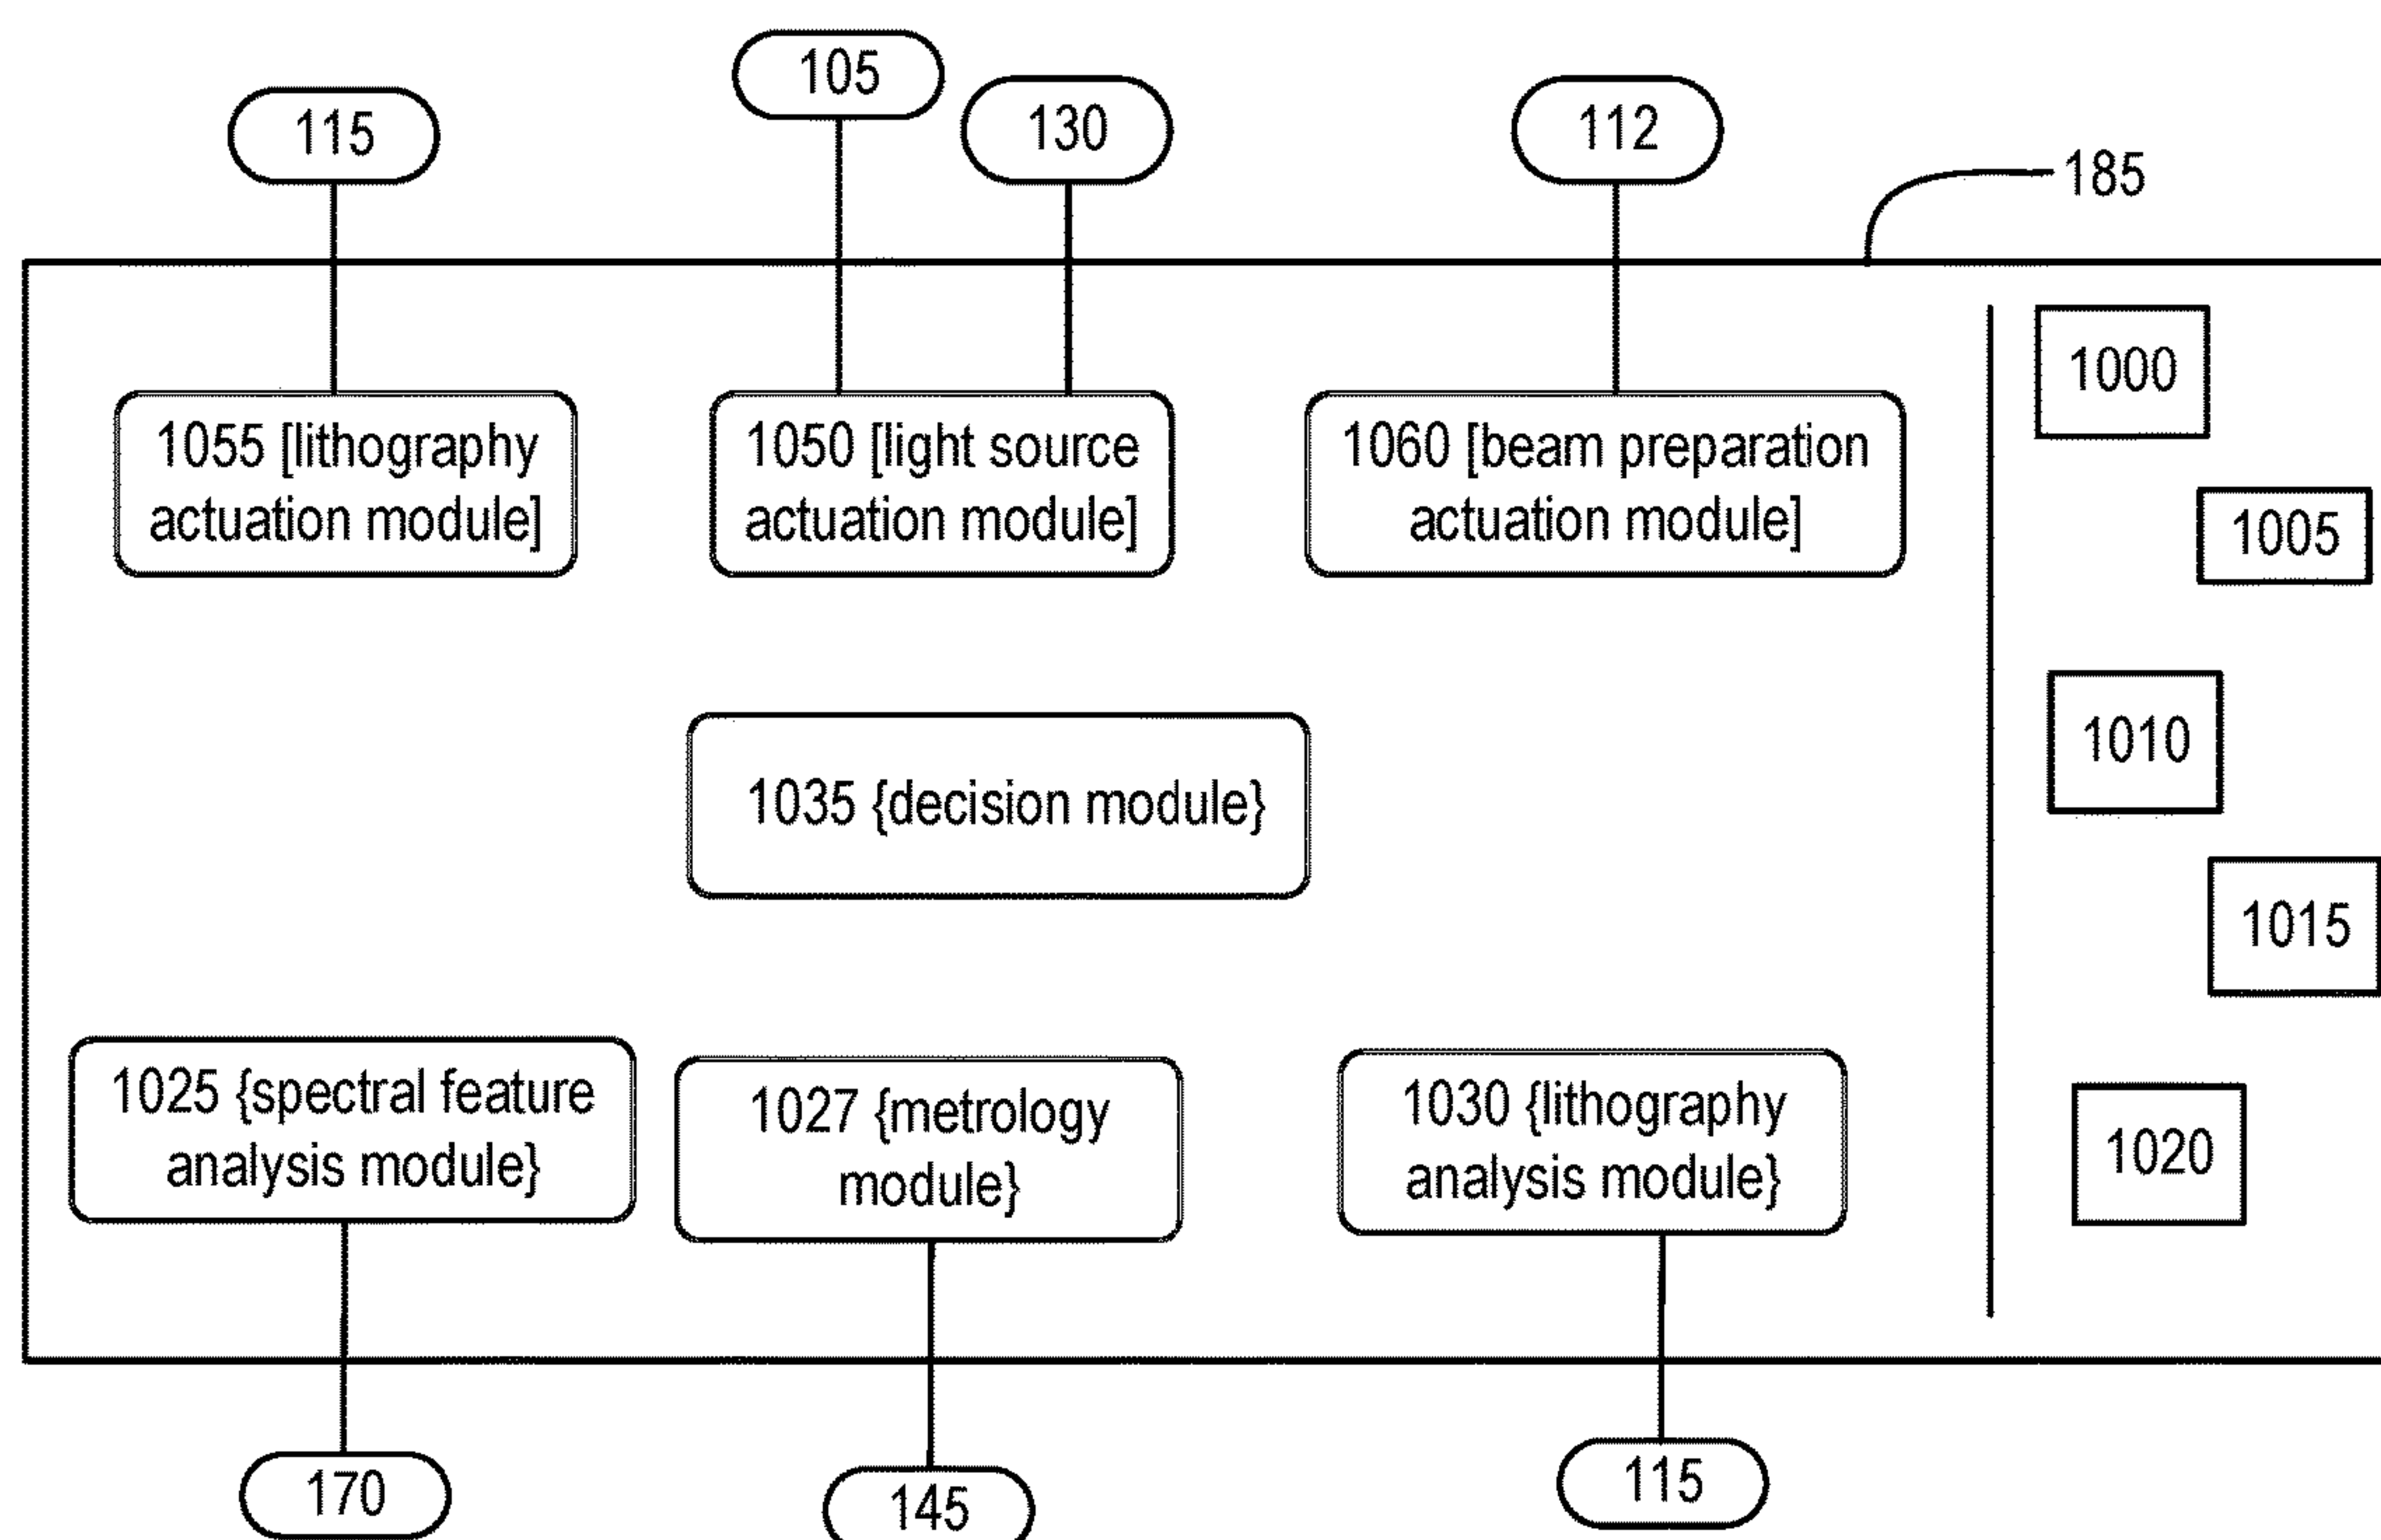 105
115
130
112
185
1000
1055 [lithography
actuation module]
1050 [light source
actuation module]
1060 [beam preparation
actuation module]
1005
1010
1035 {decision module}
1015
1025 {spectral feature
analysis module}
1027 {metrology
module}
1030 {lithography
analysis module}
1020
170
145
115